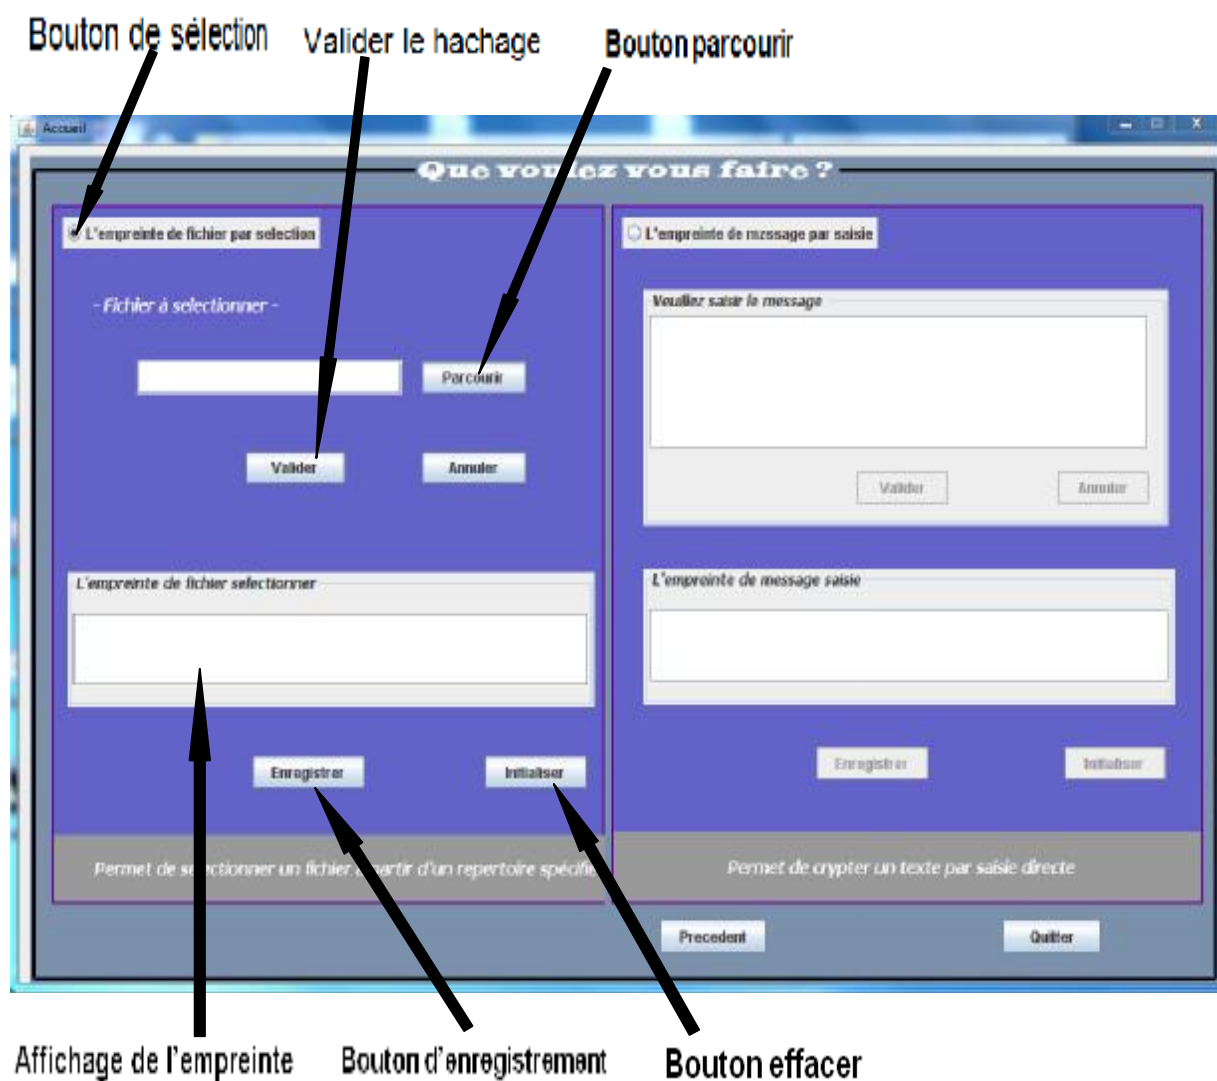 Bouton de sélection
Valider le hachage
Bouton parcourir
Accueil
Que voulez vous faire ?
L'empreinte de fichier par selection
L'empreinte de message par saisie
- Fichier à selectionner -
Veuillez saisir le message
Parcourir
Valider
Annuler
Valider
Annuler
L'empreinte de fichier selectionner
L'empreinte de message saisie
Enregistrer
Initialiser
Enregistrer
Initialiser
Permet de selectionner un fichier à partir d'un repertoire spécifie
Permet de crypter un texte par saisie directe
Precedent
Quitter
Affichage de l'empreinte
Bouton d'enregistrement
Bouton effacer